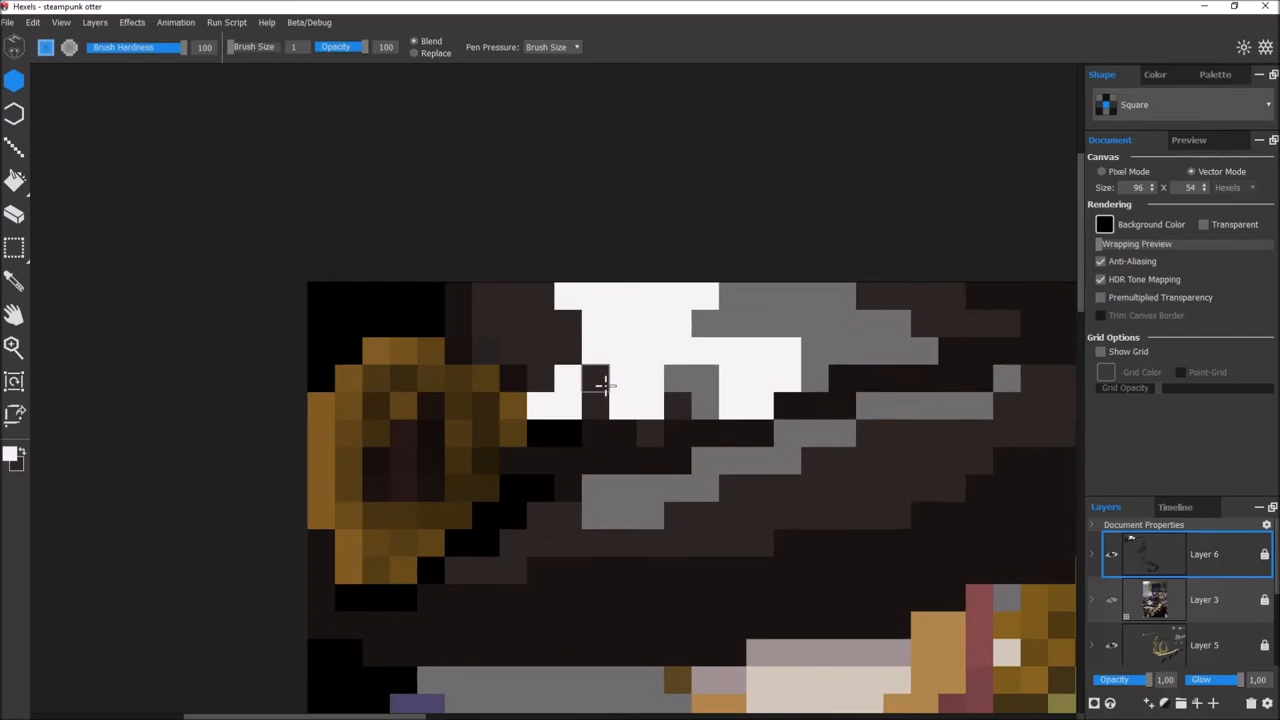 Hexels - steampunk otter
File Edit View Layers Effects Animation Run Script Help Beta/Debug
Brush Hardness 100 Brush Size 1 Opacity 100 Blend Replace Pen Pressure: Brush Size
Shape Color Palette
Square
Document Preview
Canvas
Pixel Mode Vector Mode
Size: 96 X 54 Hexels
Rendering
Background Color Transparent
Wrapping Preview
Anti-Aliasing
HDR Tone Mapping
Premultiplied Transparency
Trim Canvas Border
Grid Options
Show Grid
Grid Color Point-Grid
Grid Opacity
Layers Timeline
Document Properties
Layer 6
Layer 3
Layer 5
Opacity 1,00 Glow 1,00